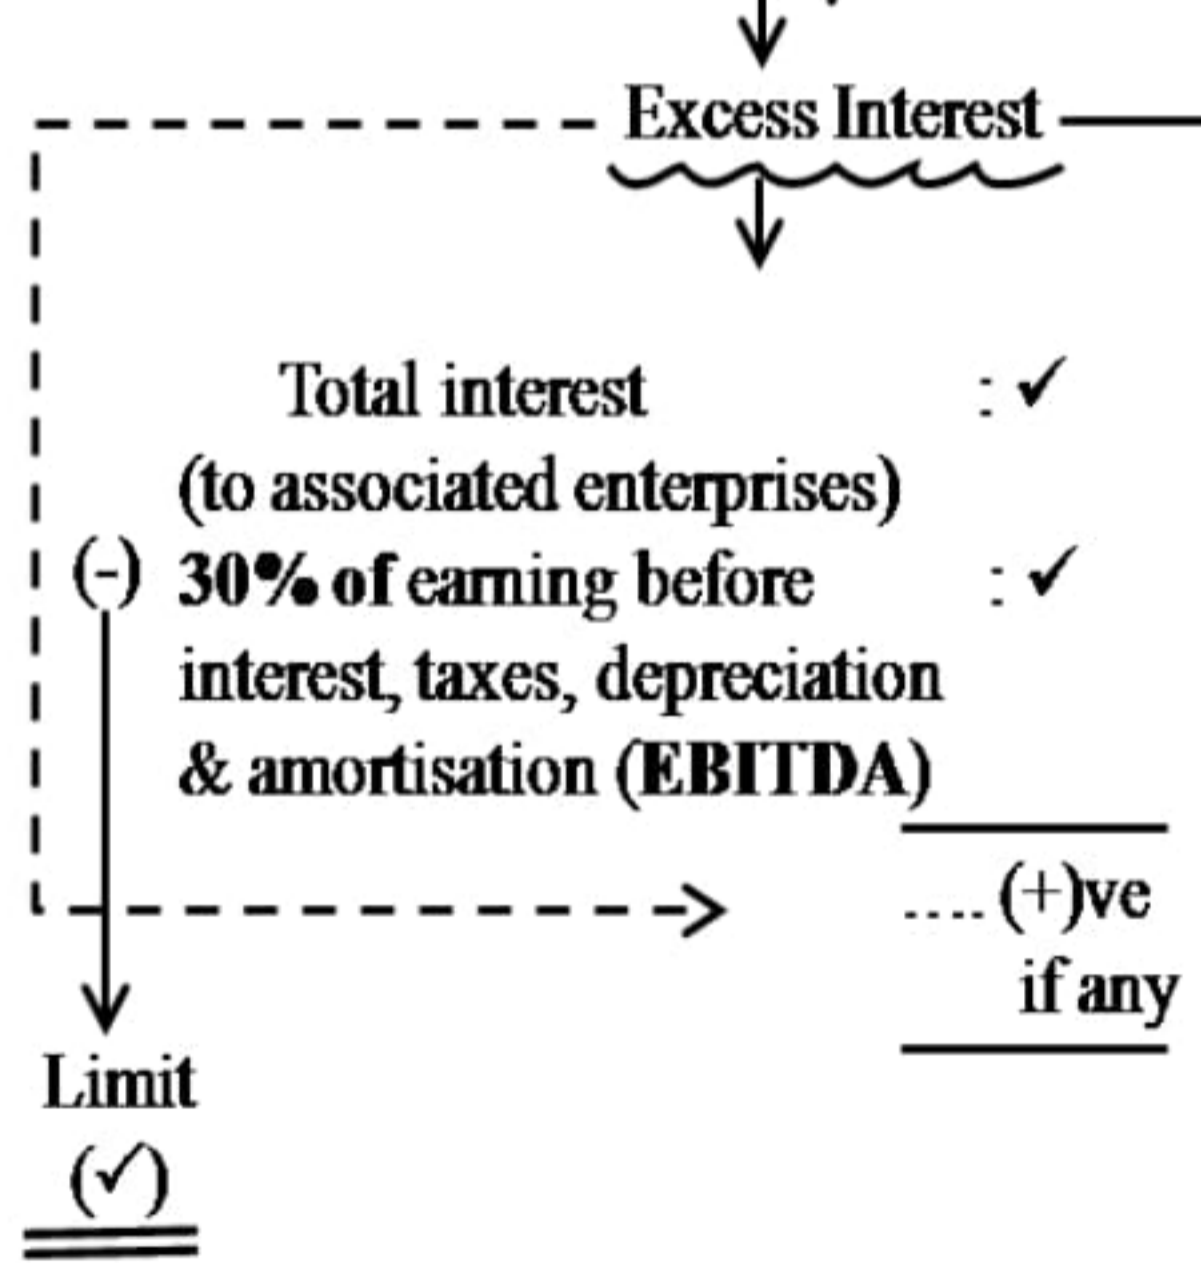 Excess Interest
Total interest : ✓
(to associated enterprises)
(-) 30% of earning before : ✓
interest, taxes, depreciation
& amortisation (EBITDA)
.... (+)ve
if any
Limit
(✓)